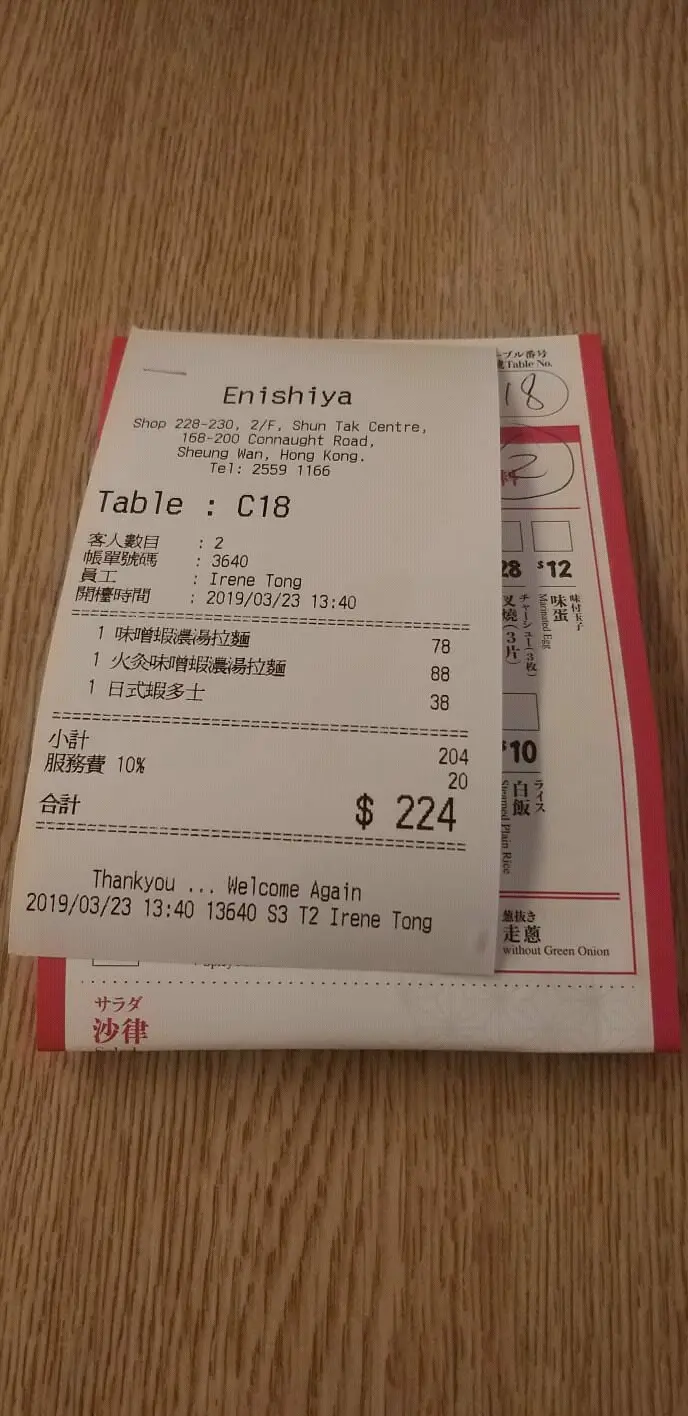 Enishiya
Shop 228-230, 2/F, Shun Tak Centre,
168-200 Connaught Road,
Sheung Wan, Hong Kong.
Tel: 2559 1166
Table : C18
客人數目 : 2
帳單號碼 : 3640
員工 : Irene Tong
開檯時間 : 2019/03/23 13:40
1 味噌蝦濃湯拉麵 78
1 火灸味噌蝦濃湯拉麵 88
1 日式蝦多士 38
小計 204
服務費 10% 20
合計 $ 224
Thankyou ... Welcome Again
2019/03/23 13:40 13640 S3 T2 Irene Tong
ーブル番号
Table No.
18
2
28 $12
味付玉子
味蛋
Marinated Egg
チャーシュー(3枚)
叉燒(3片)
$10
ライス
白飯
Steamed Plain Rice
葱抜き
走蔥
without Green Onion
サラダ
沙律